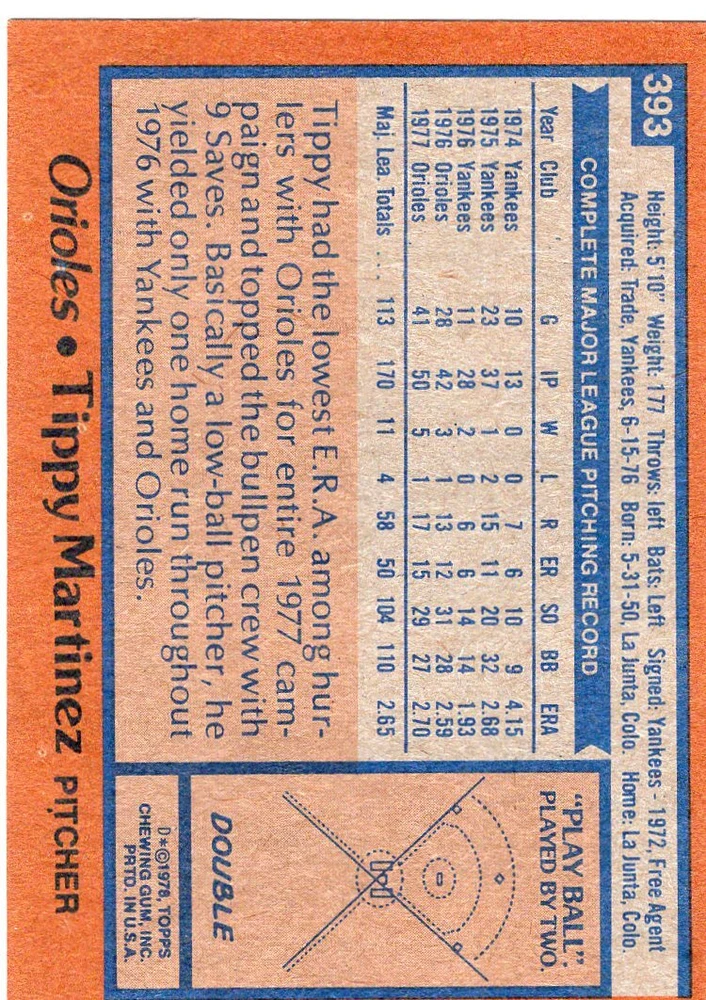 393
Height: 5'10" Weight: 177 Throws: left Bats: Left Signed: Yankees - 1972, Free Agent
Acquired: Trade, Yankees, 6-15-76 Born: 5-31-50, La Junta, Colo. Home: La Junta, Colo.
COMPLETE MAJOR LEAGUE PITCHING RECORD
Year Club G IP W L R ER SO BB ERA
1974 Yankees 10 13 0 0 7 6 10 9 4.15
1975 Yankees 23 37 1 2 15 11 20 32 2.68
1976 Yankees 11 28 2 0 6 6 14 14 1.93
1976 Orioles 28 42 3 1 13 12 31 28 2.59
1977 Orioles 41 50 5 1 17 15 29 27 2.70
Maj. Lea. Totals ... 113 170 11 4 58 50 104 110 2.65
Tippy had the lowest E.R.A. among hur-
lers with Orioles for entire 1977 cam-
paign and topped the bullpen crew with
9 Saves. Basically a low-ball pitcher, he
yielded only one home run throughout
1976 with Yankees and Orioles.
"PLAY BALL".
PLAYED BY TWO.
DOUBLE
D*©1978, TOPPS
CHEWING GUM, INC.
PRTD. IN U.S.A.
Orioles • Tippy Martinez PITCHER